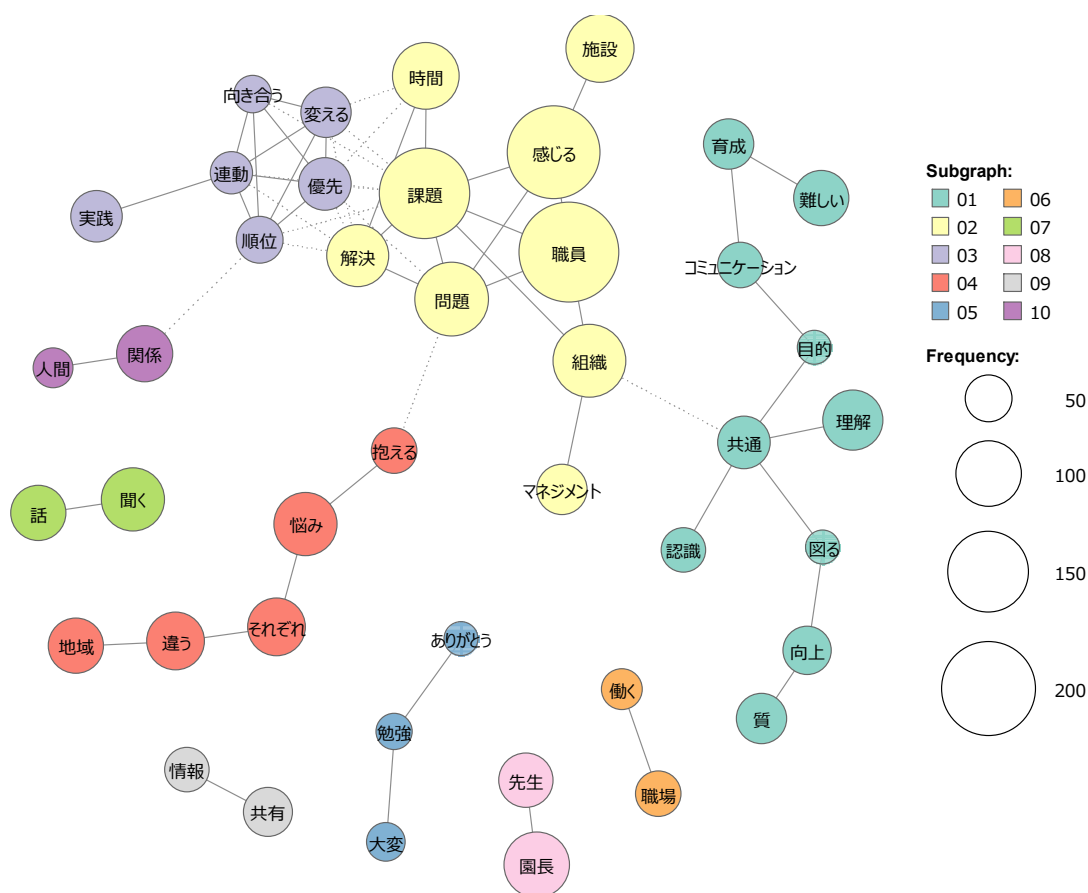 施設
時間
向き合う
変える
感じる
育成
連動
優先
課題
難しい
実践
順位
解決
職員
コミュニケーション
問題
目的
人間
関係
組織
共通
理解
抱える
マネジメント
話
聞く
悩み
認識
図る
地域
違う
それぞれ
ありがとう
向上
働く
質
勉強
情報
共有
先生
職場
大変
園長
Subgraph:
01 06
02 07
03 08
04 09
05 10
Frequency:
50
100
150
200